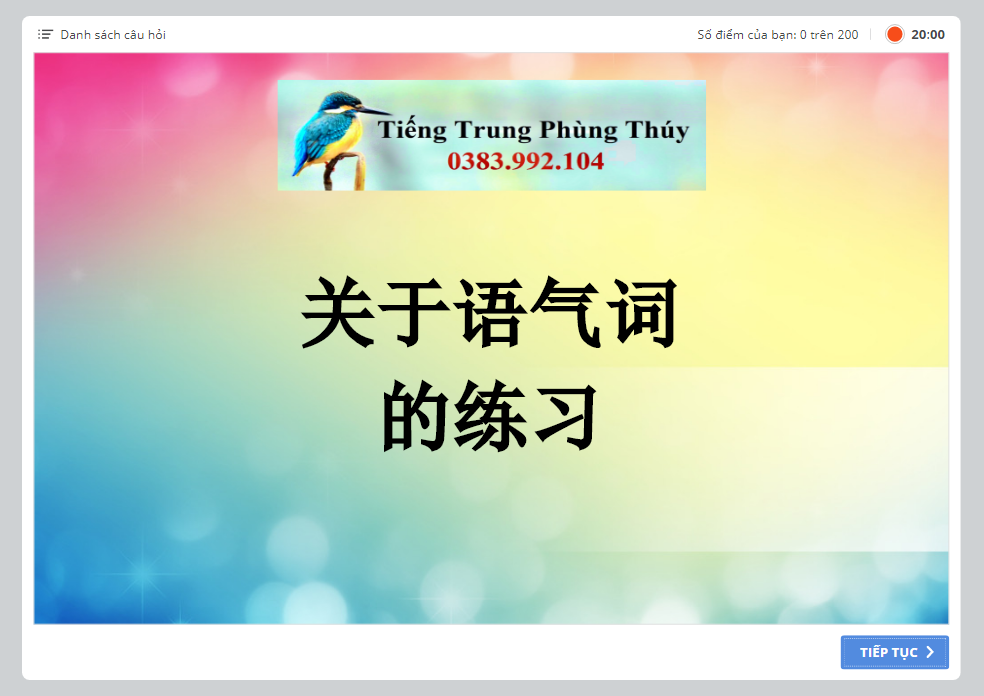 Danh sách câu hỏi
Số điểm của bạn: 0 trên 200
20:00
Tiếng Trung Phùng Thúy
0383.992.104
关于语气词
的练习
TIẾP TỤC